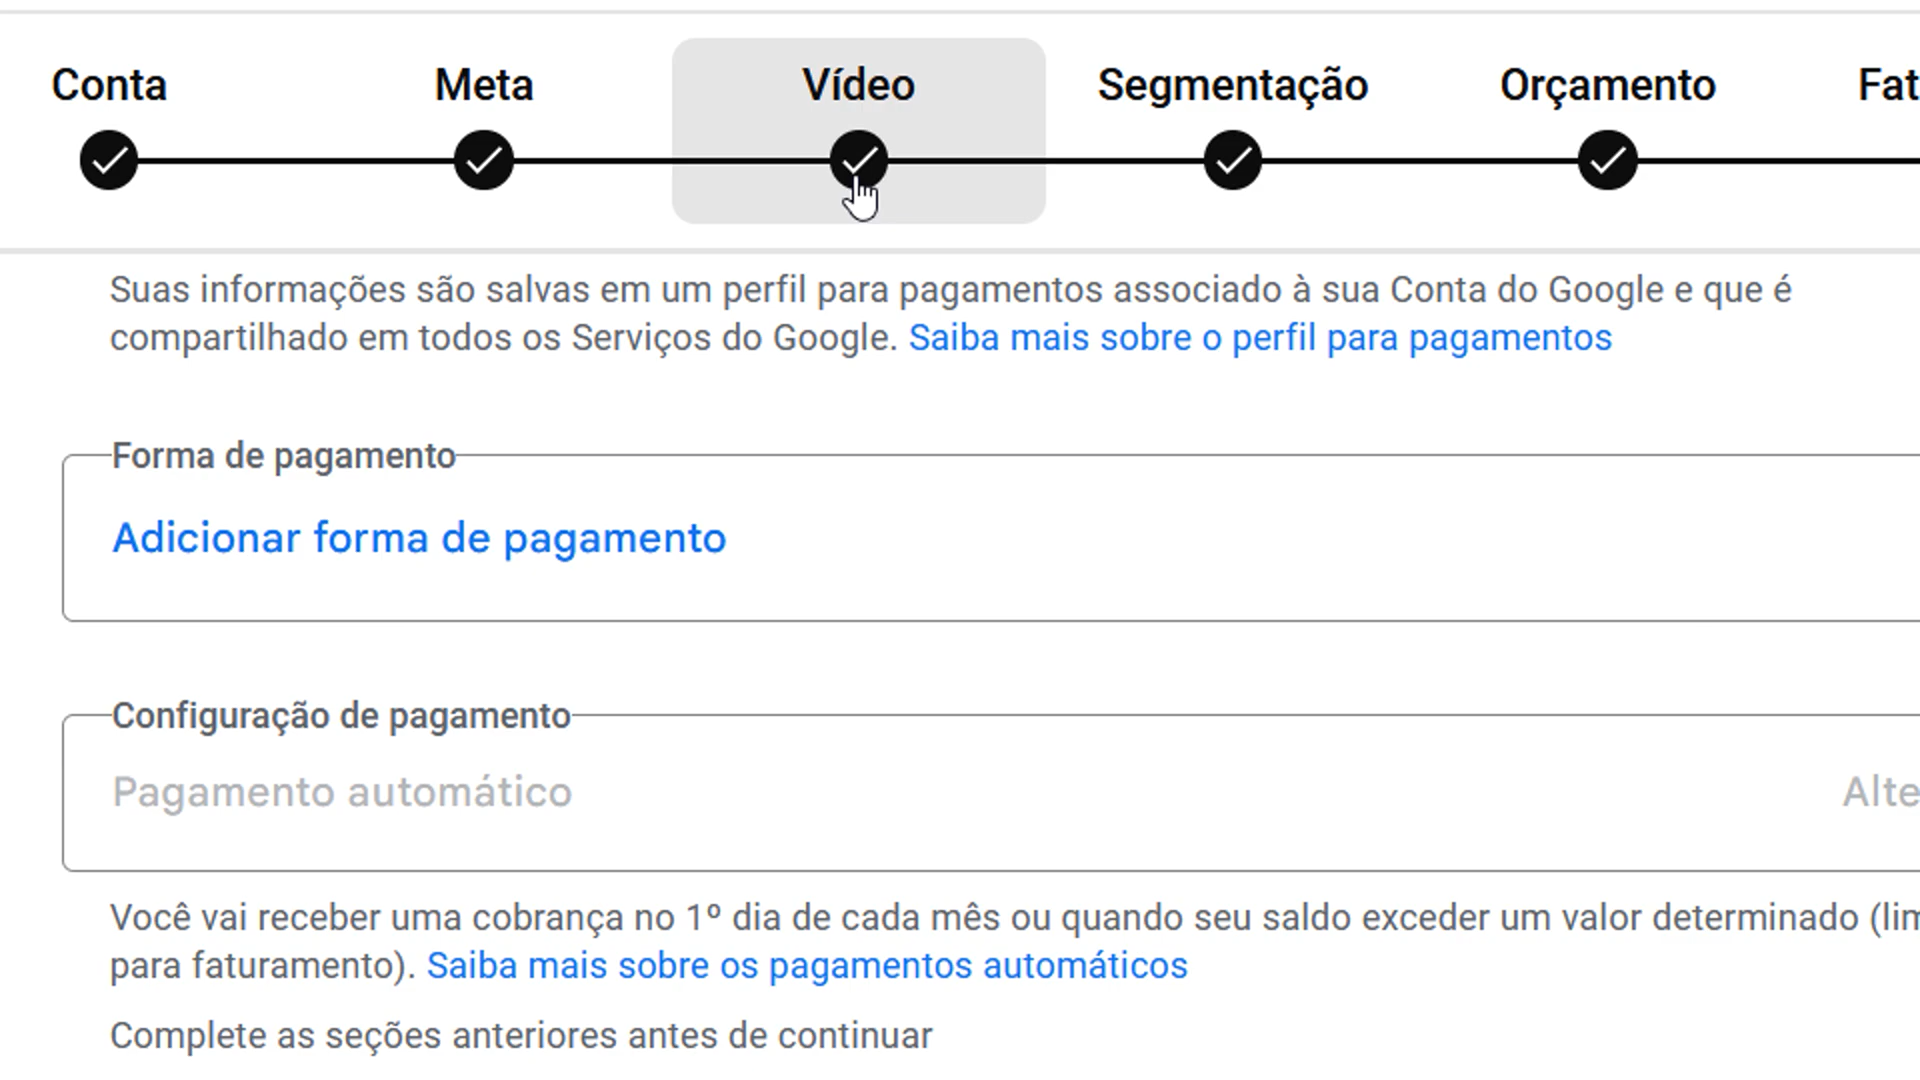 Conta Meta Vídeo Segmentação Orçamento Fat
Suas informações são salvas em um perfil para pagamentos associado à sua Conta do Google e que é
compartilhado em todos os Serviços do Google. Saiba mais sobre o perfil para pagamentos
Forma de pagamento
Adicionar forma de pagamento
Configuração de pagamento
Pagamento automático Alte
Você vai receber uma cobrança no 1º dia de cada mês ou quando seu saldo exceder um valor determinado (lim
para faturamento). Saiba mais sobre os pagamentos automáticos
Complete as seções anteriores antes de continuar